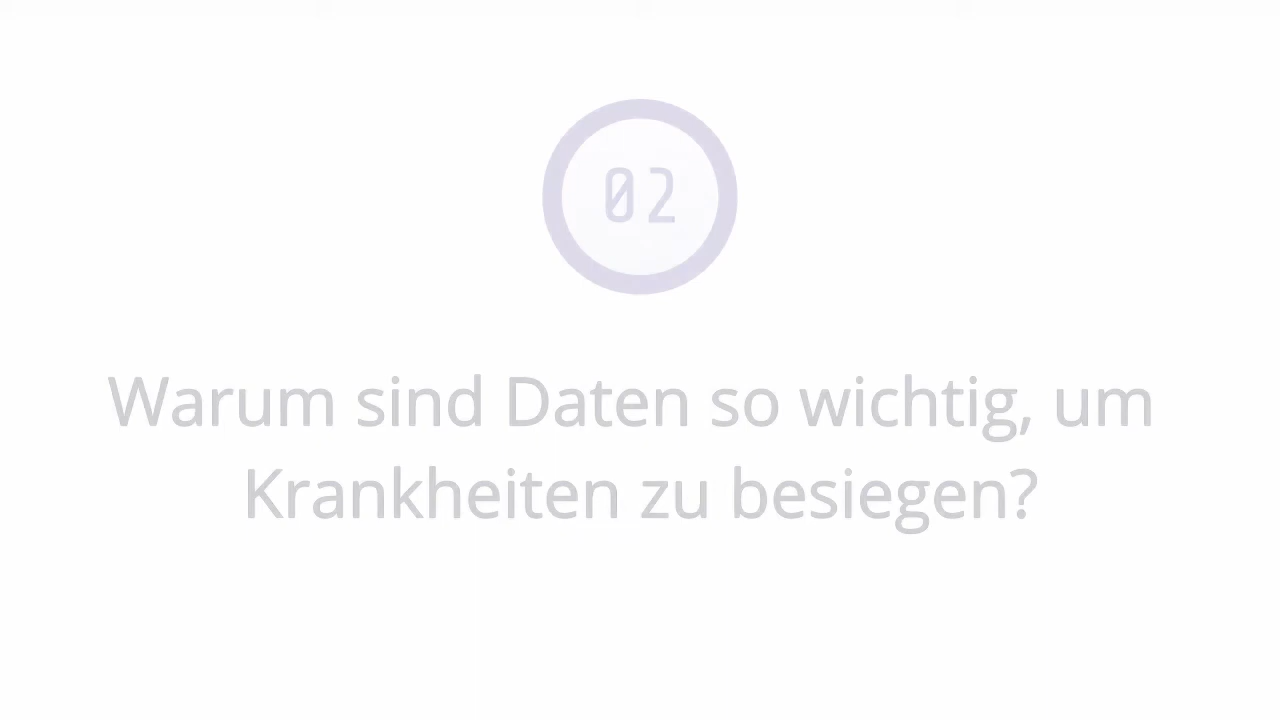 02
Warum sind Daten so wichtig, um
Krankheiten zu besiegen?